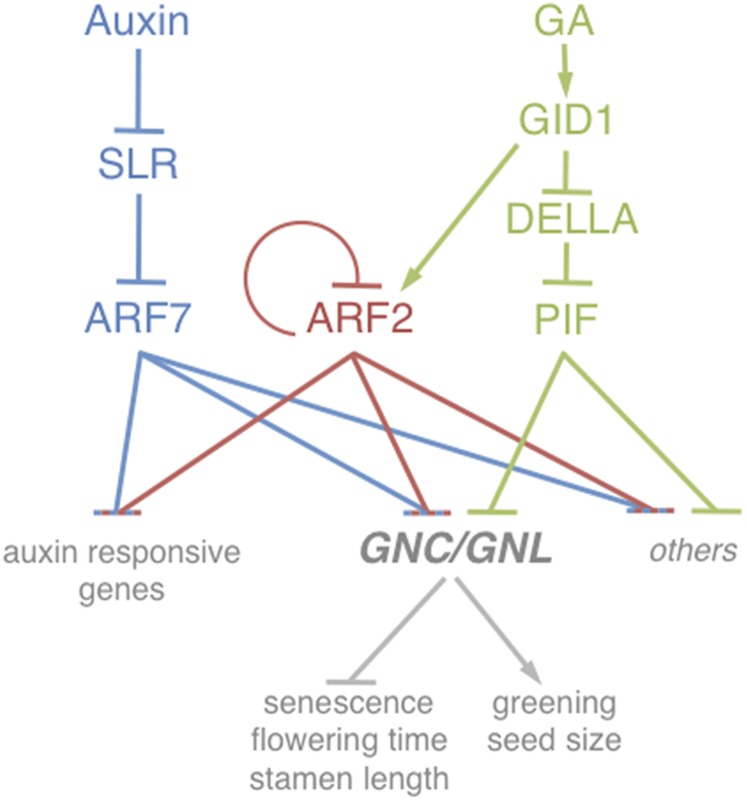 Auxin
GA
GID1
SLR
DELLA
ARF7
ARF2
PIF
auxin responsive
genes
GNC/GNL
others
senescence
flowering time
stamen length
greening
seed size